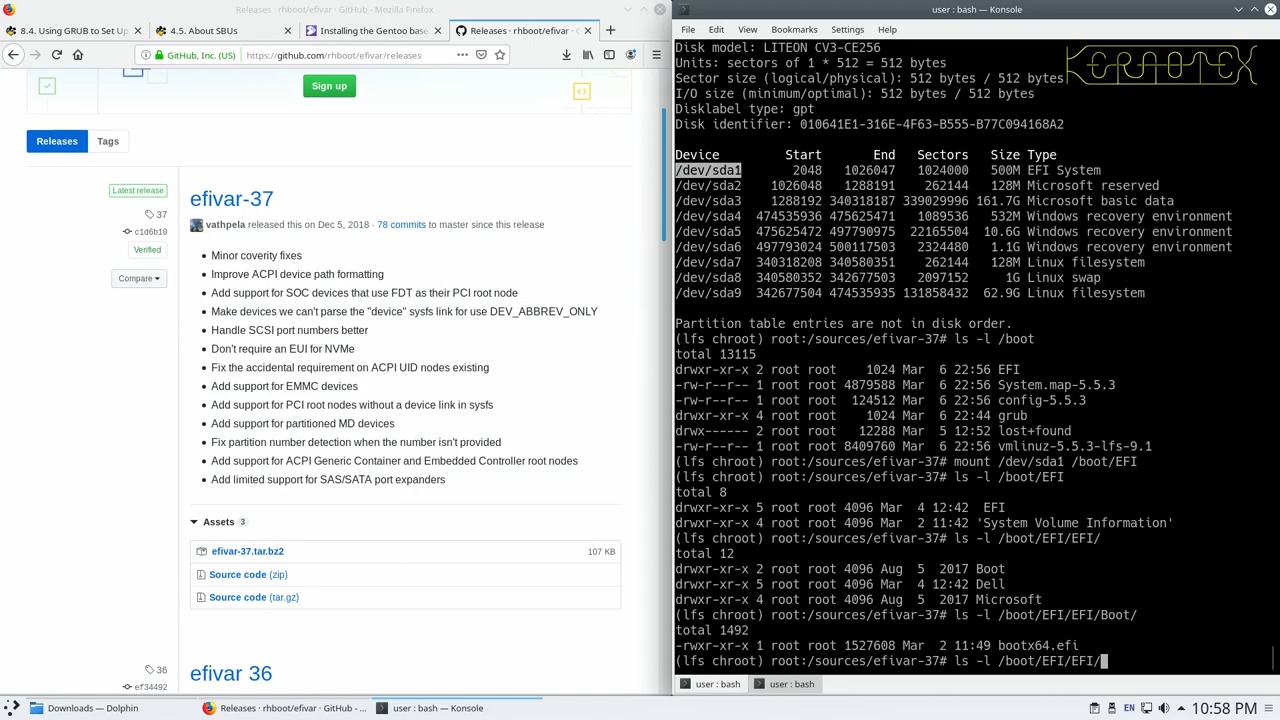 Releases · rhboot/efivar · GitHub - Mozilla Firefox
8.4. Using GRUB to Set Up
4.5. About SBUs
Installing the Gentoo base
Releases · rhboot/efivar · G
GitHub, Inc. (US)
https://github.com/rhboot/efivar/releases
Sign up
Releases
Tags
Latest release
37
c1d6b10
Verified
Compare
efivar-37
vathpela released this on Dec 5, 2018 · 78 commits to master since this release
Minor coverity fixes
Improve ACPI device path formatting
Add support for SOC devices that use FDT as their PCI root node
Make devices we can't parse the "device" sysfs link for use DEV_ABBREV_ONLY
Handle SCSI port numbers better
Don't require an EUI for NVMe
Fix the accidental requirement on ACPI UID nodes existing
Add support for EMMC devices
Add support for PCI root nodes without a device link in sysfs
Add support for partitioned MD devices
Fix partition number detection when the number isn't provided
Add support for ACPI Generic Container and Embedded Controller root nodes
Add limited support for SAS/SATA port expanders
Assets 3
efivar-37.tar.bz2 107 KB
Source code (zip)
Source code (tar.gz)
36
ef34492
efivar 36
user : bash — Konsole
File Edit View Bookmarks Settings Help
KERNOTEX
Disk model: LITEON CV3-CE256
Units: sectors of 1 * 512 = 512 bytes
Sector size (logical/physical): 512 bytes / 512 bytes
I/O size (minimum/optimal): 512 bytes / 512 bytes
Disklabel type: gpt
Disk identifier: 010641E1-316E-4F63-B555-B77C094168A2
Device Start End Sectors Size Type
/dev/sda1 2048 1026047 1024000 500M EFI System
/dev/sda2 1026048 1288191 262144 128M Microsoft reserved
/dev/sda3 1288192 340318187 339029996 161.7G Microsoft basic data
/dev/sda4 474535936 475625471 1089536 532M Windows recovery environment
/dev/sda5 475625472 497790975 22165504 10.6G Windows recovery environment
/dev/sda6 497793024 500117503 2324480 1.1G Windows recovery environment
/dev/sda7 340318208 340580351 262144 128M Linux filesystem
/dev/sda8 340580352 342677503 2097152 1G Linux swap
/dev/sda9 342677504 474535935 131858432 62.9G Linux filesystem
Partition table entries are not in disk order.
(lfs chroot) root:/sources/efivar-37# ls -l /boot
total 13115
drwxr-xr-x 2 root root 1024 Mar 6 22:56 EFI
-rw-r--r-- 1 root root 4879588 Mar 6 22:56 System.map-5.5.3
-rw-r--r-- 1 root root 124512 Mar 6 22:56 config-5.5.3
drwxr-xr-x 4 root root 1024 Mar 6 22:44 grub
drwx------ 2 root root 12288 Mar 5 12:52 lost+found
-rw-r--r-- 1 root root 8409760 Mar 6 22:56 vmlinuz-5.5.3-lfs-9.1
(lfs chroot) root:/sources/efivar-37# mount /dev/sda1 /boot/EFI
(lfs chroot) root:/sources/efivar-37# ls -l /boot/EFI
total 8
drwxr-xr-x 5 root root 4096 Mar 4 12:42 EFI
drwxr-xr-x 4 root root 4096 Mar 2 11:42 'System Volume Information'
(lfs chroot) root:/sources/efivar-37# ls -l /boot/EFI/EFI/
total 12
drwxr-xr-x 2 root root 4096 Aug 5 2017 Boot
drwxr-xr-x 5 root root 4096 Mar 4 12:42 Dell
drwxr-xr-x 4 root root 4096 Aug 5 2017 Microsoft
(lfs chroot) root:/sources/efivar-37# ls -l /boot/EFI/EFI/Boot/
total 1492
-rwxr-xr-x 1 root root 1527608 Mar 2 11:49 bootx64.efi
(lfs chroot) root:/sources/efivar-37# ls -l /boot/EFI/EFI/
user : bash
user : bash
Downloads — Dolphin
Releases · rhboot/efivar · GitHub - ...
user : bash — Konsole
EN
10:58 PM